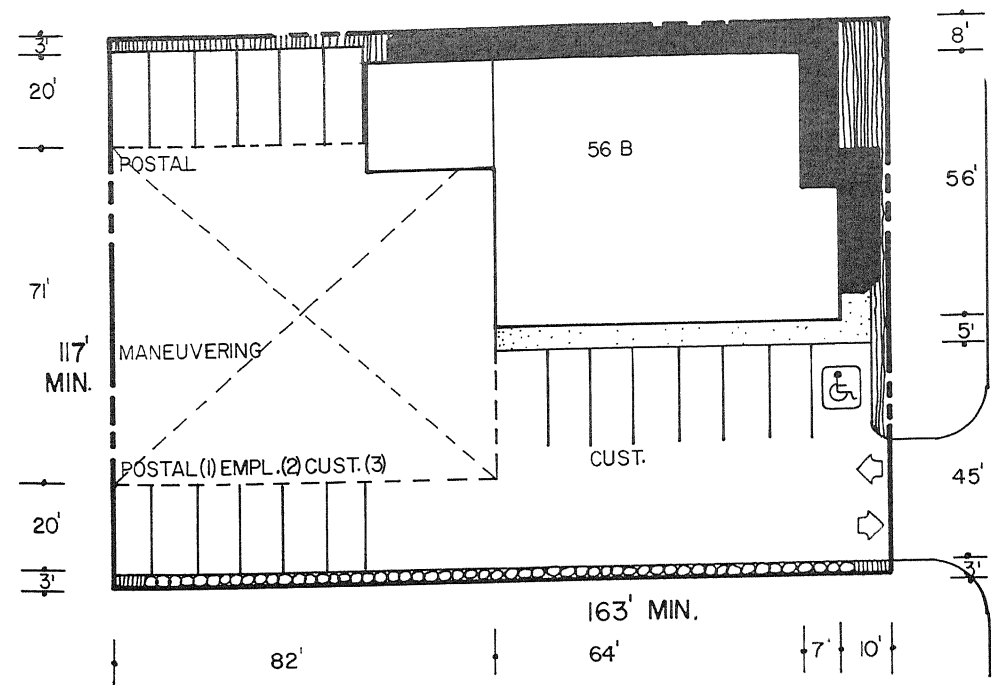 3'
8'
20'
POSTAL
56 B
56'
71'
117'
MIN.
MANEUVERING
5'
POSTAL(1) EMPL.(2) CUST.(3)
CUST.
45'
20'
3'
3'
163' MIN.
82'
64'
7'
10'